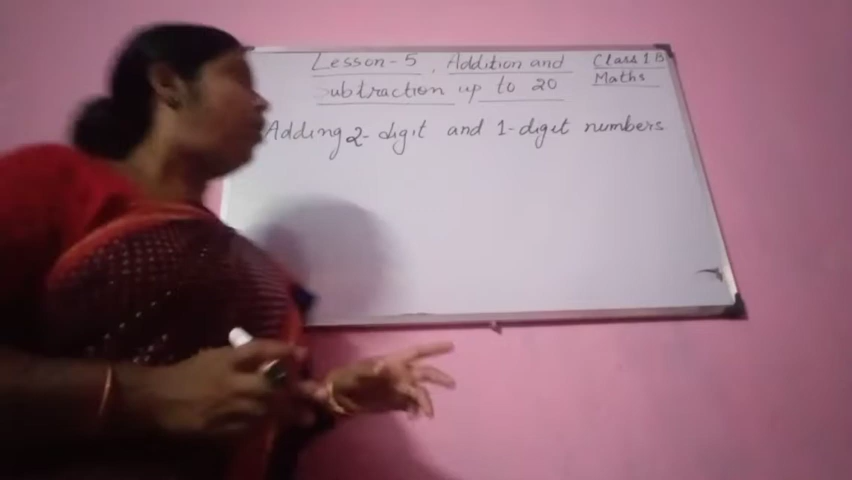 Lesson - 5, Addition and
Subtraction up to 20
Class 1 B
Maths
Adding 2-digit and 1-digit numbers